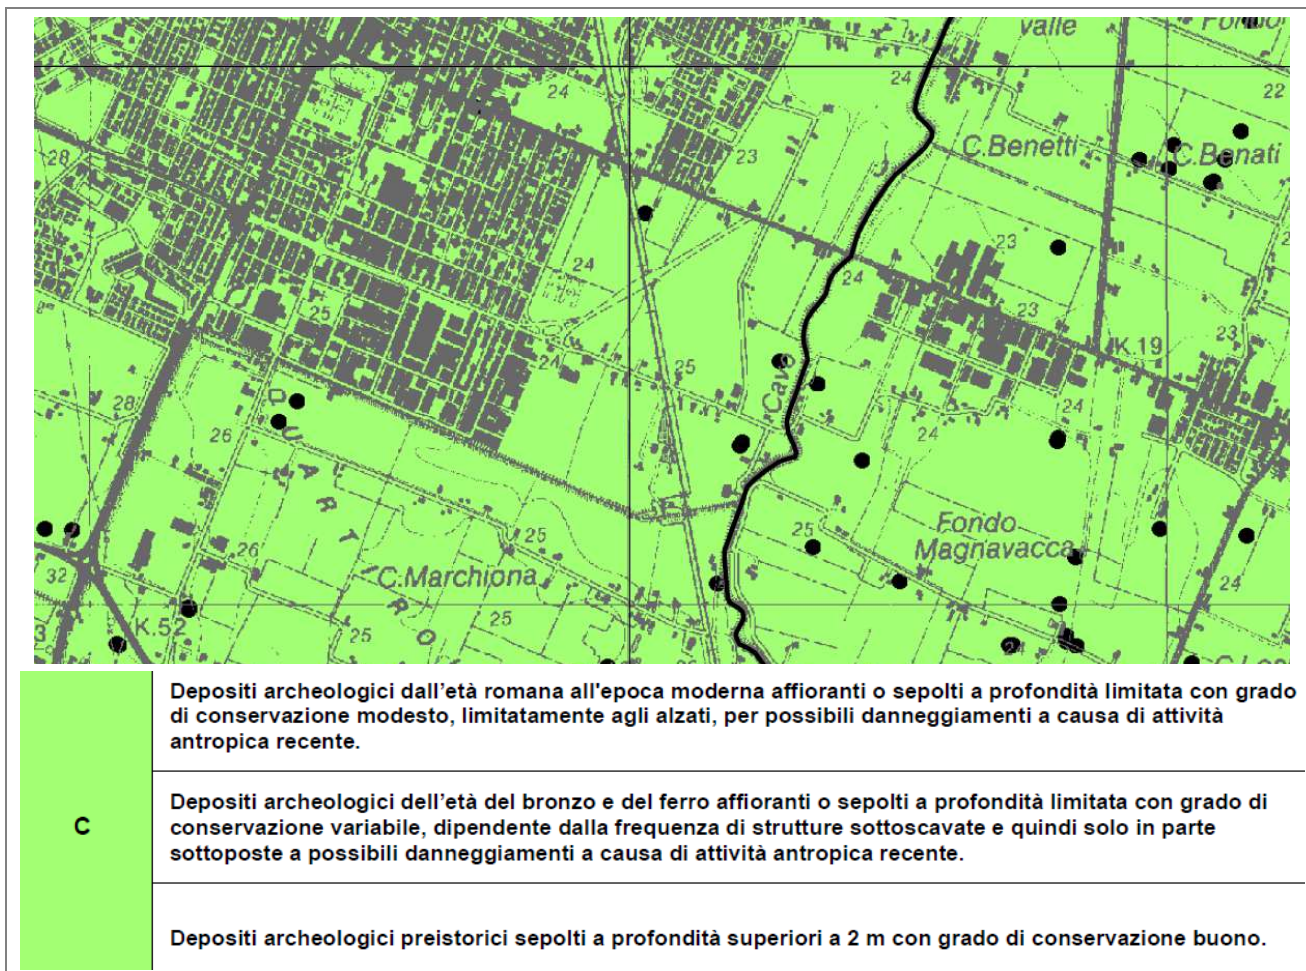 valle
Fondo
24
24
22
28
23
C.Benetti
C.Benati
23
24
24
25
24
25
23
K.19
Cavo
28
26
QUARTIROLO
24
24
25
25
Fondo
Magnavacca
26
32
C.Marchiona
24
25
25
K.52
24
C
Depositi archeologici dall'età romana all'epoca moderna affioranti o sepolti a profondità limitata con grado
di conservazione modesto, limitatamente agli alzati, per possibili danneggiamenti a causa di attività
antropica recente.
Depositi archeologici dell'età del bronzo e del ferro affioranti o sepolti a profondità limitata con grado di
conservazione variabile, dipendente dalla frequenza di strutture sottoscavate e quindi solo in parte
sottoposte a possibili danneggiamenti a causa di attività antropica recente.
Depositi archeologici preistorici sepolti a profondità superiori a 2 m con grado di conservazione buono.